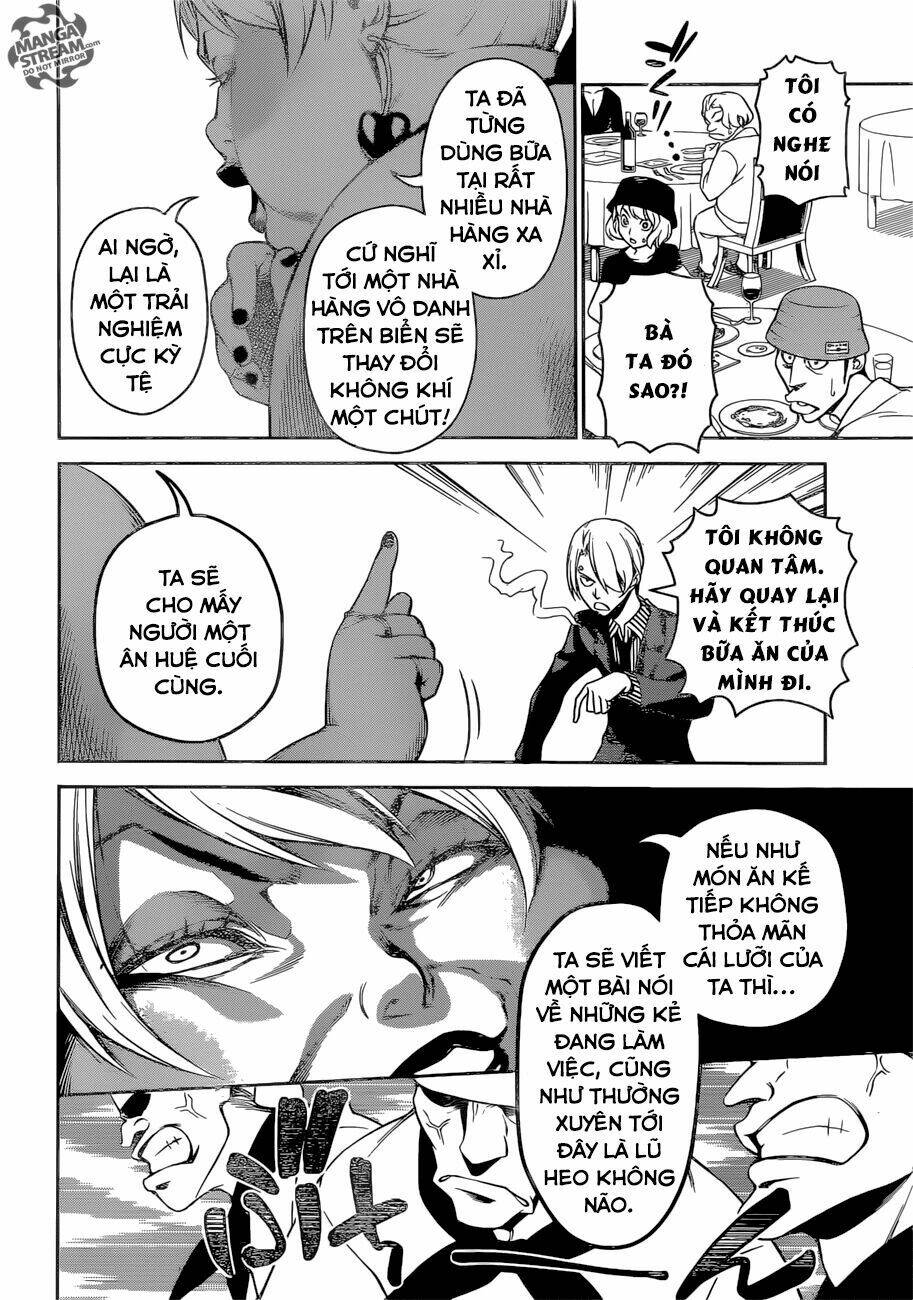 MANGA
STREAM.com
DO NOT MIRROR
TÔI
CÓ
NGHE
NÓI
BÀ
TA ĐÓ
SAO?!
TA ĐÃ
TỪNG
DÙNG BỮA
TẠI RẤT
NHIỀU NHÀ
HÀNG XA
XỈ.
CỨ NGHĨ
TỚI MỘT NHÀ
HÀNG VÔ DANH
TRÊN BIỂN SẼ
THAY ĐỔI
KHÔNG KHÍ
MỘT CHÚT!
AI NGỜ,
LẠI LÀ
MỘT TRẢI
NGHIỆM
CỰC KỲ
TỆ
TÔI KHÔNG
QUAN TÂM.
HÃY QUAY LẠI
VÀ KẾT THÚC
BỮA ĂN CỦA
MÌNH ĐI.
TA SẼ
CHO MẤY
NGƯỜI MỘT
ÂN HUỆ CUỐI
CÙNG.
NẾU NHƯ
MÓN ĂN KẾ
TIẾP KHÔNG
THỎA MÃN
CÁI LƯỠI CỦA
TA THÌ...
TA SẼ VIẾT
MỘT BÀI NÓI
VỀ NHỮNG KẺ
ĐANG LÀM
VIỆC, CŨNG
NHƯ THƯỜNG
XUYÊN TỚI
ĐÂY LÀ LŨ
HEO KHÔNG
NÃO.